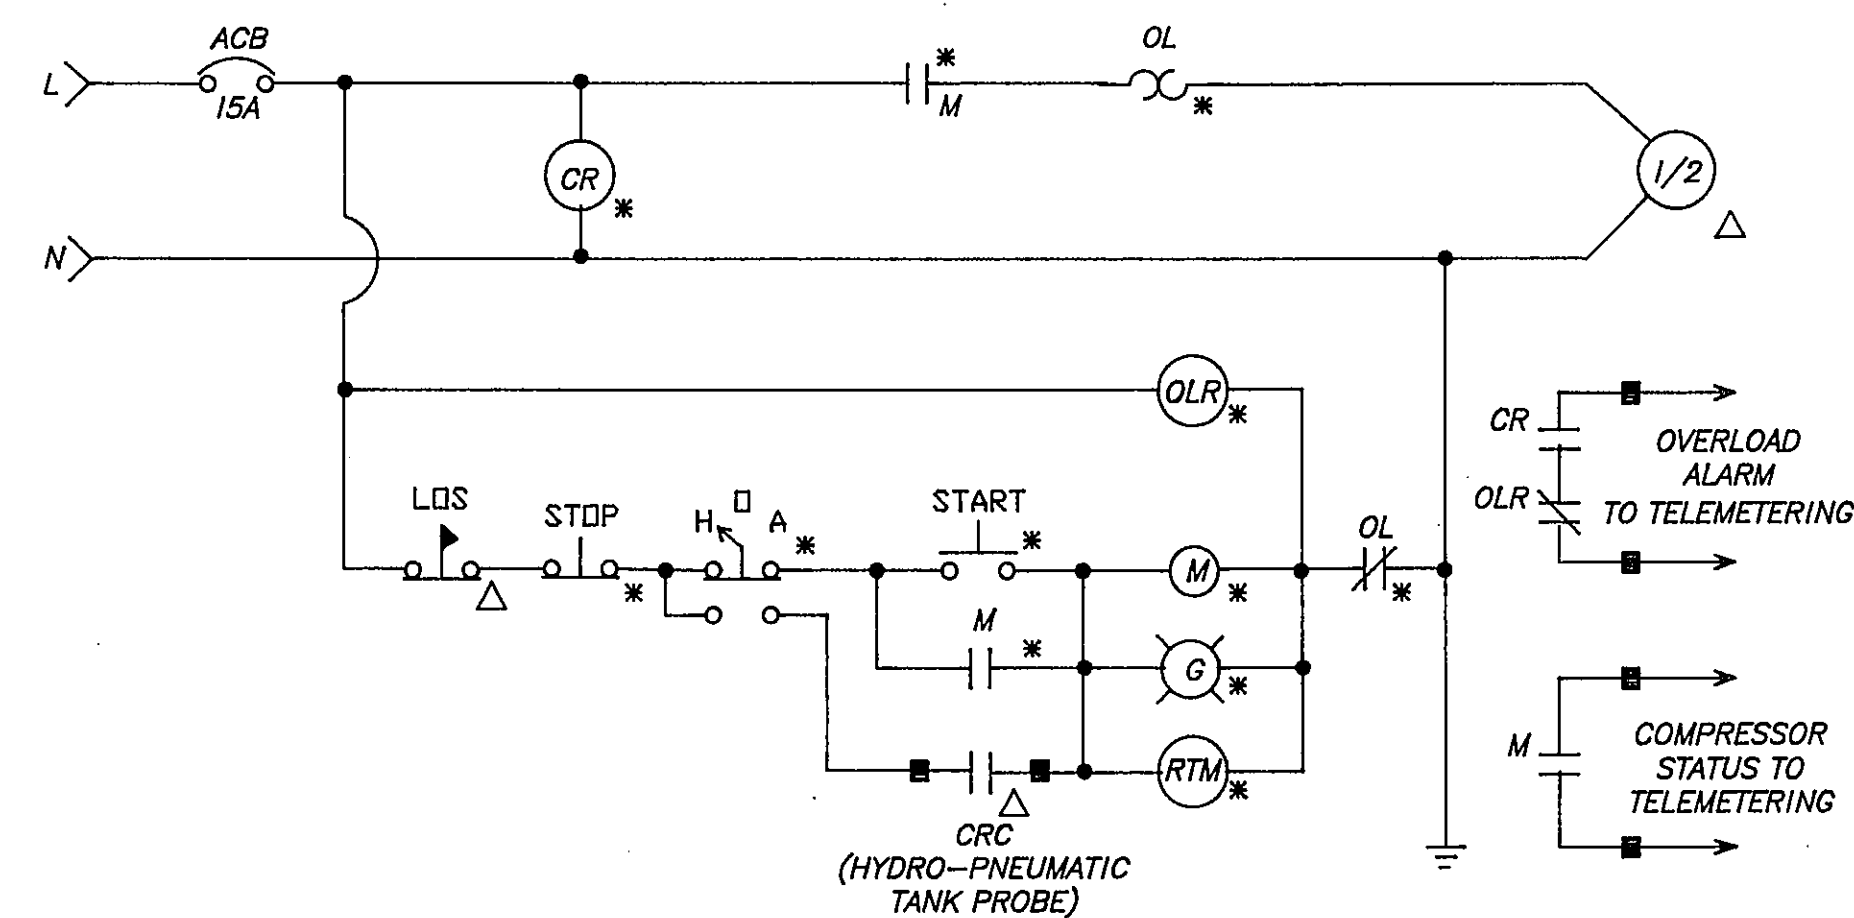 ACB
OL
L
15A
M
CR
1/2
N
OLR
CR
OVERLOAD
ALARM
OLR
TO TELEMETERING
LOS
STOP
H O A
START
OL
M
M
G
M
COMPRESSOR
STATUS TO
TELEMETERING
RTM
CRC
(HYDRO-PNEUMATIC
TANK PROBE)